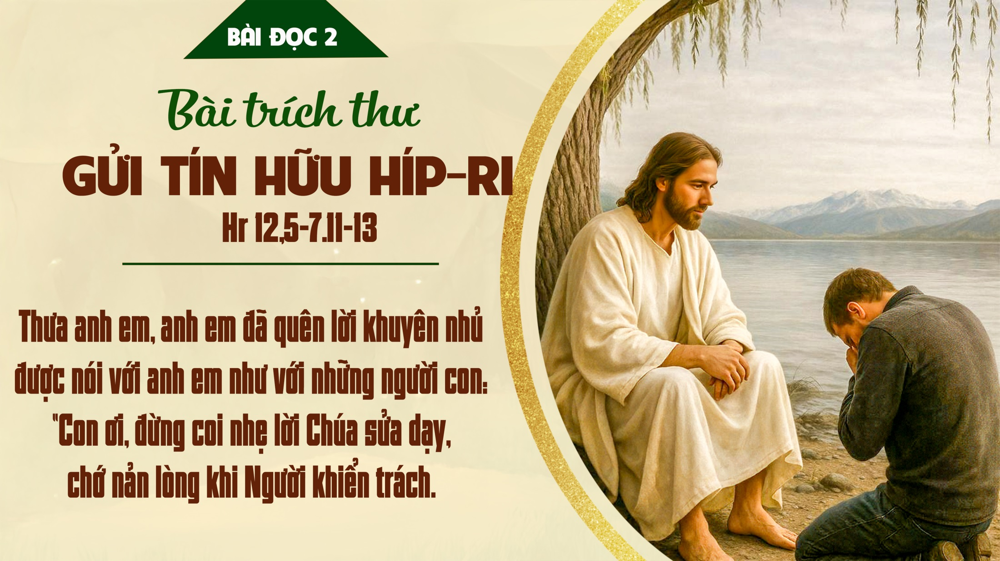 BÀI ĐỌC 2
Bài trích thư
GỬI TÍN HỮU HÍP-RI
Hr 12,5-7.11-13
Thưa anh em, anh em đã quên lời khuyên nhủ
được nói với anh em như với những người con:
"Con ơi, đừng coi nhẹ lời Chúa sửa dạy,
chớ nản lòng khi Người khiển trách.